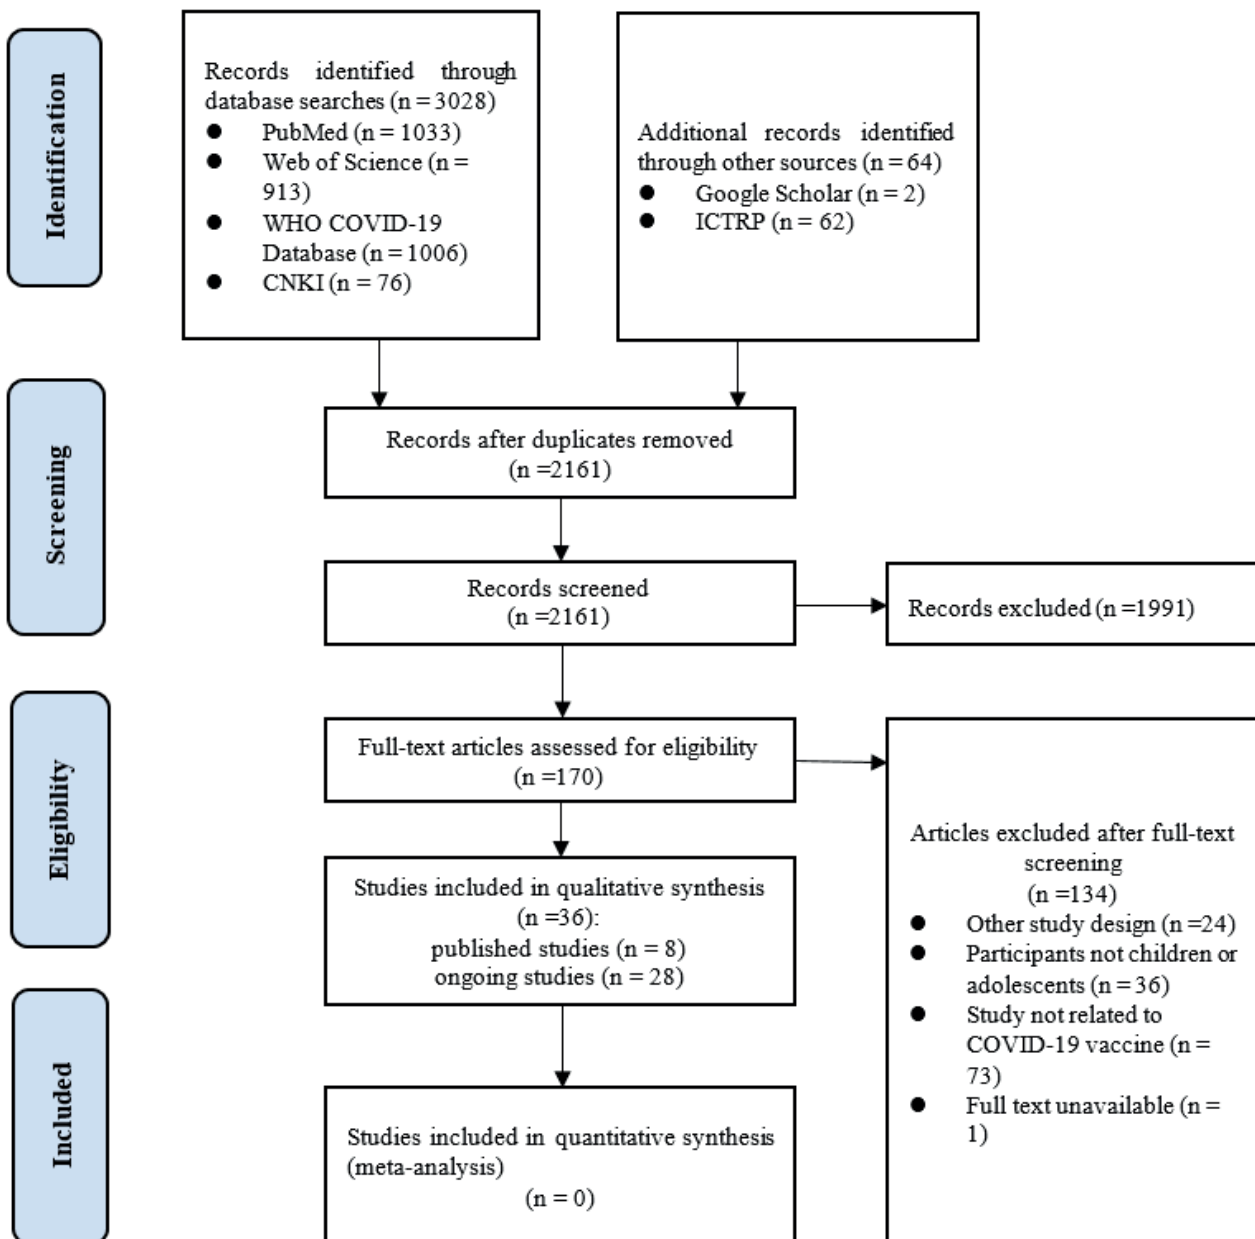 Identification
Records identified through
database searches (n = 3028)
● PubMed (n = 1033)
● Web of Science (n =
913)
● WHO COVID-19
Database (n = 1006)
● CNKI (n = 76)
Additional records identified
through other sources (n = 64)
● Google Scholar (n = 2)
● ICTRP (n = 62)
Screening
Records after duplicates removed
(n =2161)
Records screened
(n =2161)
Records excluded (n =1991)
Eligibility
Full-text articles assessed for eligibility
(n =170)
Articles excluded after full-text
screening
(n =134)
● Other study design (n =24)
● Participants not children or
adolescents (n = 36)
● Study not related to
COVID-19 vaccine (n =
73)
● Full text unavailable (n =
1)
Studies included in qualitative synthesis
(n =36):
published studies (n = 8)
ongoing studies (n = 28)
Included
Studies included in quantitative synthesis
(meta-analysis)
(n = 0)